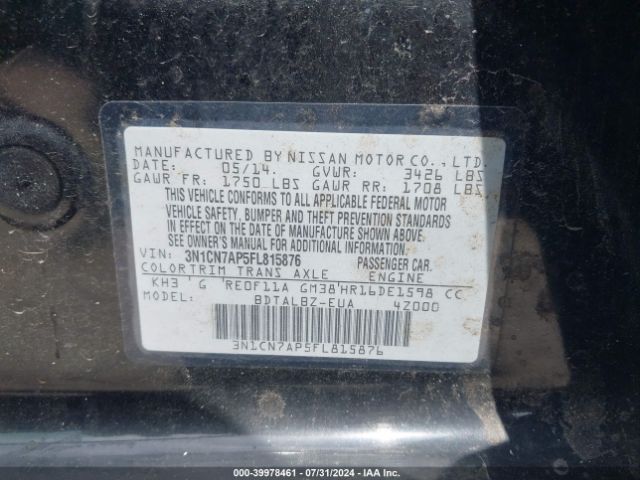 MANUFACTURED BY NISSAN MOTOR CO., LTD.
DATE: 05/14. GVWR: 3426 LBS
GAWR FR: 1750 LBS GAWR RR: 1708 LBS
THIS VEHICLE CONFORMS TO ALL APPLICABLE FEDERAL MOTOR
VEHICLE SAFETY, BUMPER AND THEFT PREVENTION STANDARDS
IN EFFECT ON THE DATE OF MANUFACTURE SHOWN ABOVE.
SEE OWNER'S MANUAL FOR ADDITIONAL INFORMATION.
VIN: 3N1CN7AP5FL815876 PASSENGER CAR.
COLOR TRIM TRANS AXLE ENGINE
KH3 G RE0F11A GM38 HR16DE1598 CC
MODEL: BDTALBZ-EUA 4Z000
3N1CN7AP5FL815876
000-39978461 - 07/31/2024 - IAA Inc.